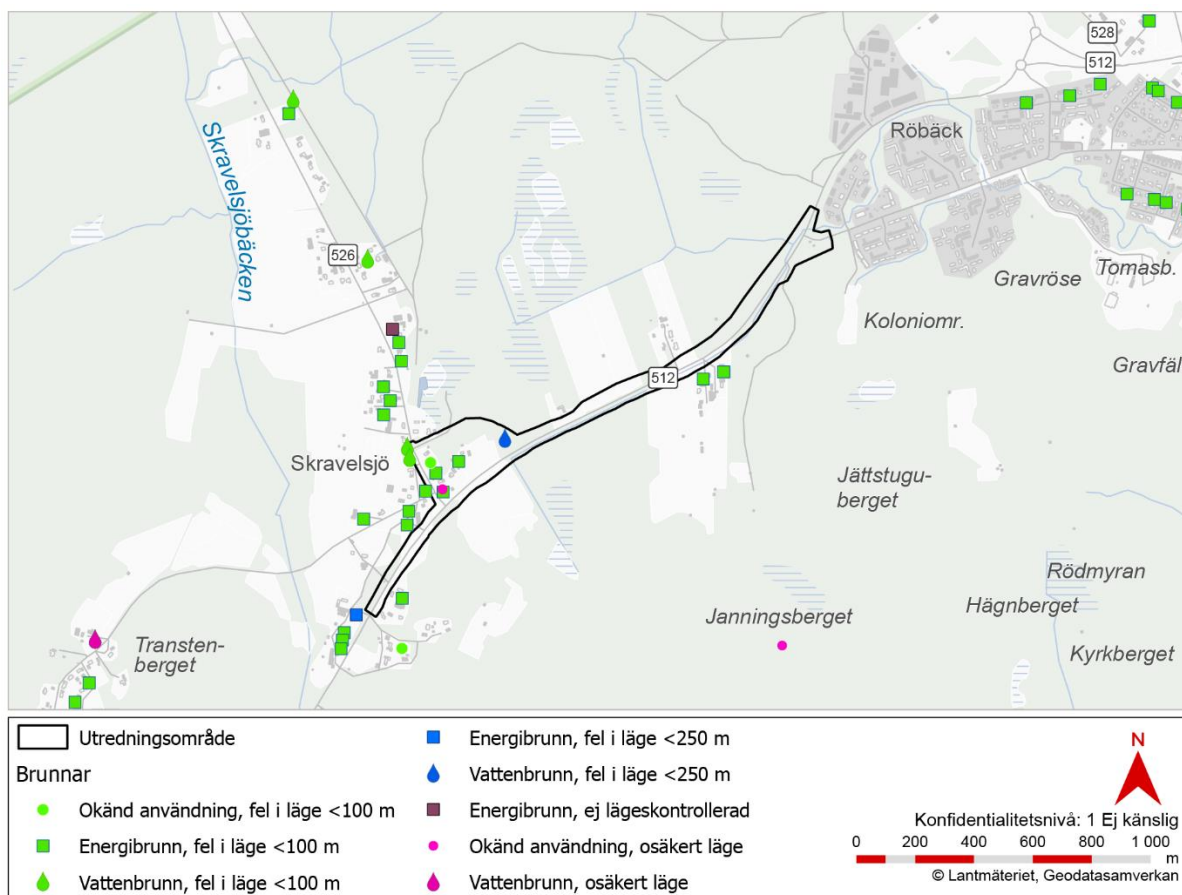 528
512
Röbäck
Skravelsjöbäcken
526
Gravröse
Tomasb.
Koloniomr.
Gravfäl
512
Skravelsjö
Jättstugu-
berget
Rödmyran
Hägnberget
Janningsberget
Kyrkberget
Transten-
berget
Utredningsområde
Brunnar
Okänd användning, fel i läge <100 m
Energibrunn, fel i läge <100 m
Vattenbrunn, fel i läge <100 m
Energibrunn, fel i läge <250 m
Vattenbrunn, fel i läge <250 m
Energibrunn, ej lägeskontrollerad
Okänd användning, osäkert läge
Vattenbrunn, osäkert läge
N
Konfidentialitetsnivå: 1 Ej känslig
0 200 400 600 800 1000
m
© Lantmäteriet, Geodatasamverkan